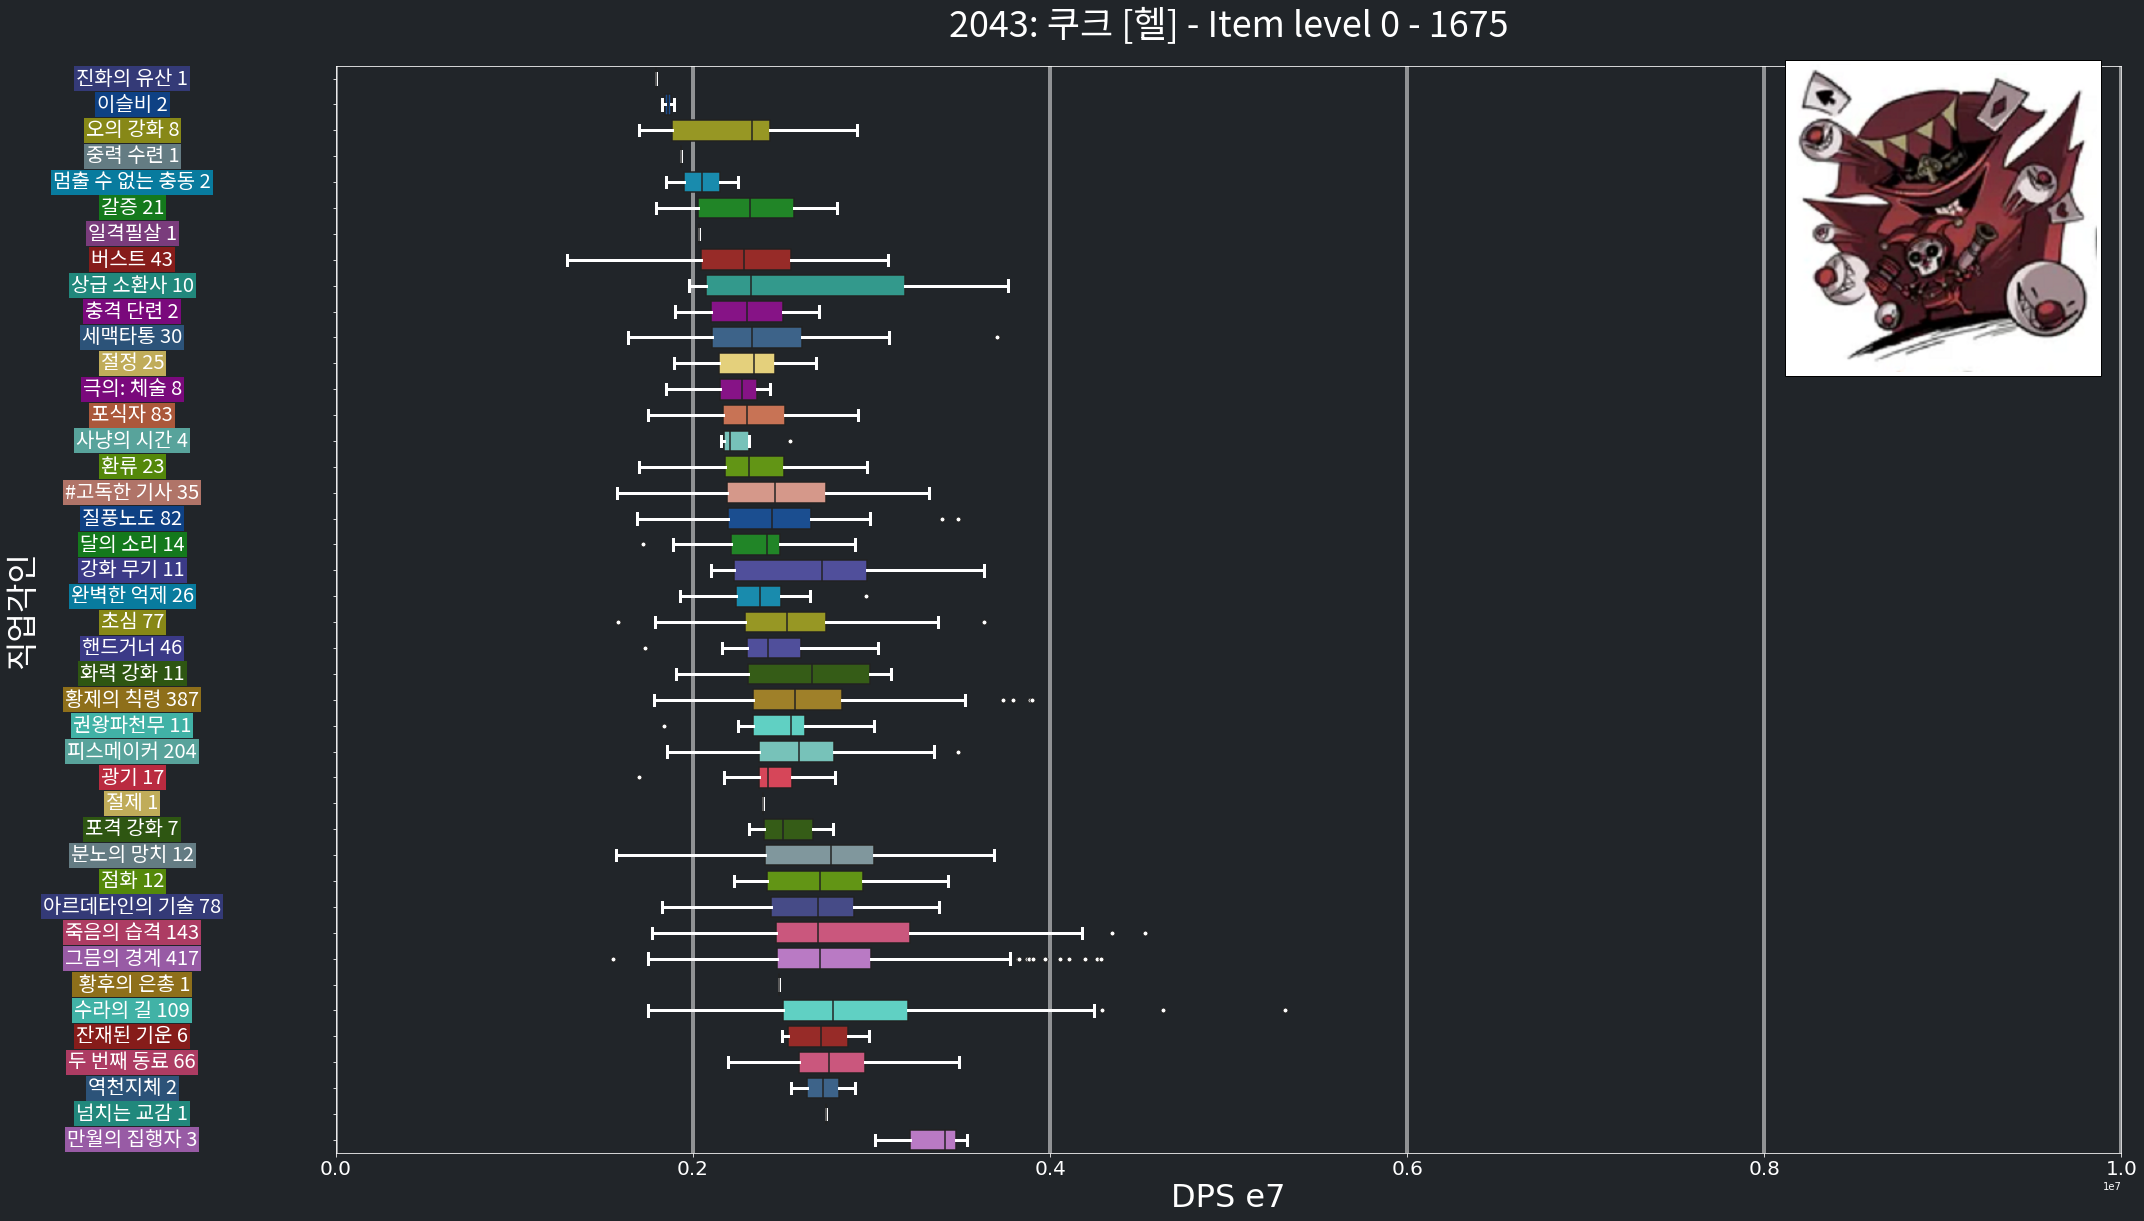 2043: 쿠크 [헬] - Item level 0 - 1675
직업각인
진화의 유산 1
이슬비 2
오의 강화 8
중력 수련 1
멈출 수 없는 충동 2
갈증 21
일격필살 1
버스트 43
상급 소환사 10
충격 단련 2
세맥타통 30
절정 25
극의: 체술 8
포식자 83
사냥의 시간 4
환류 23
#고독한 기사 35
질풍노도 82
달의 소리 14
강화 무기 11
완벽한 억제 26
초심 77
핸드거너 46
화력 강화 11
황제의 칙령 387
권왕파천무 11
피스메이커 204
광기 17
절제 1
포격 강화 7
분노의 망치 12
점화 12
아르데타인의 기술 78
죽음의 습격 143
그믐의 경계 417
황후의 은총 1
수라의 길 109
잔재된 기운 6
두 번째 동료 66
역천지체 2
넘치는 교감 1
만월의 집행자 3
0.0 0.2 0.4 0.6 0.8 1.0
1e7
DPS e7